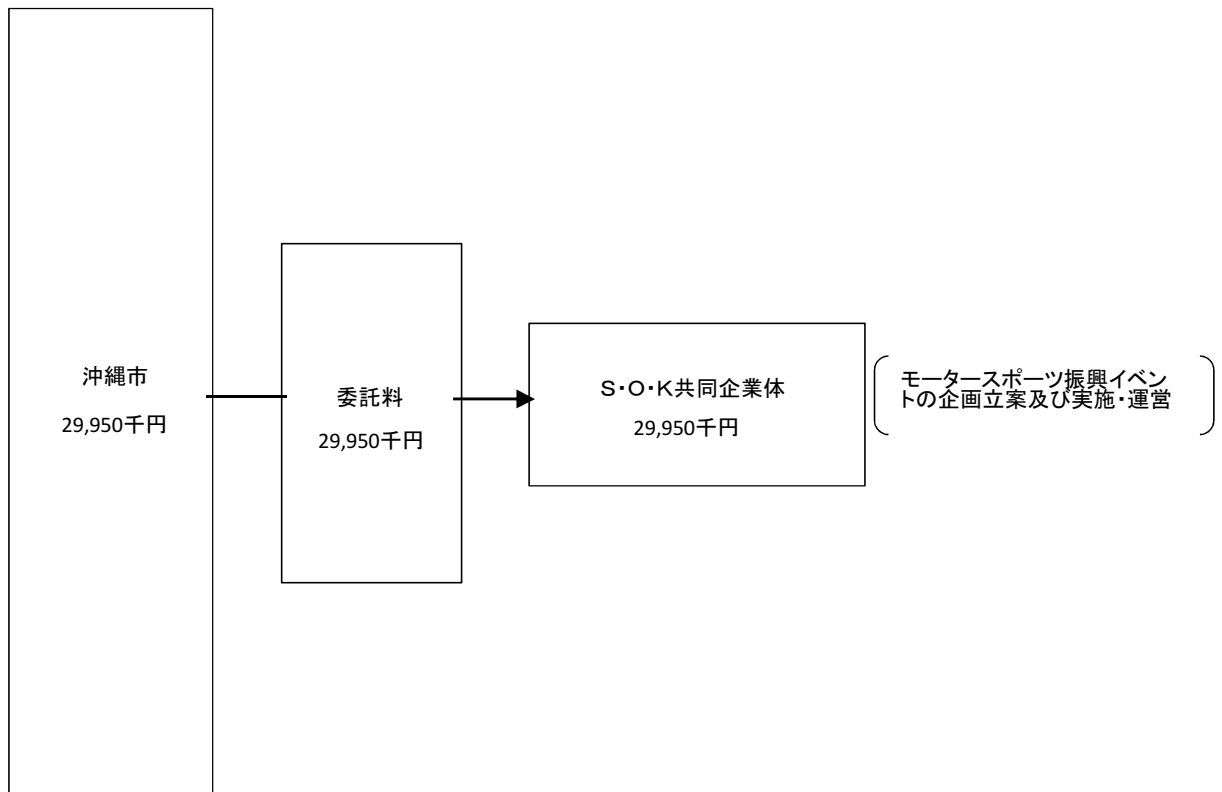 沖縄市
29,950千円
委託料
29,950千円
S・O・K共同企業体
29,950千円
モータースポーツ振興イベン
トの企画立案及び実施・運営